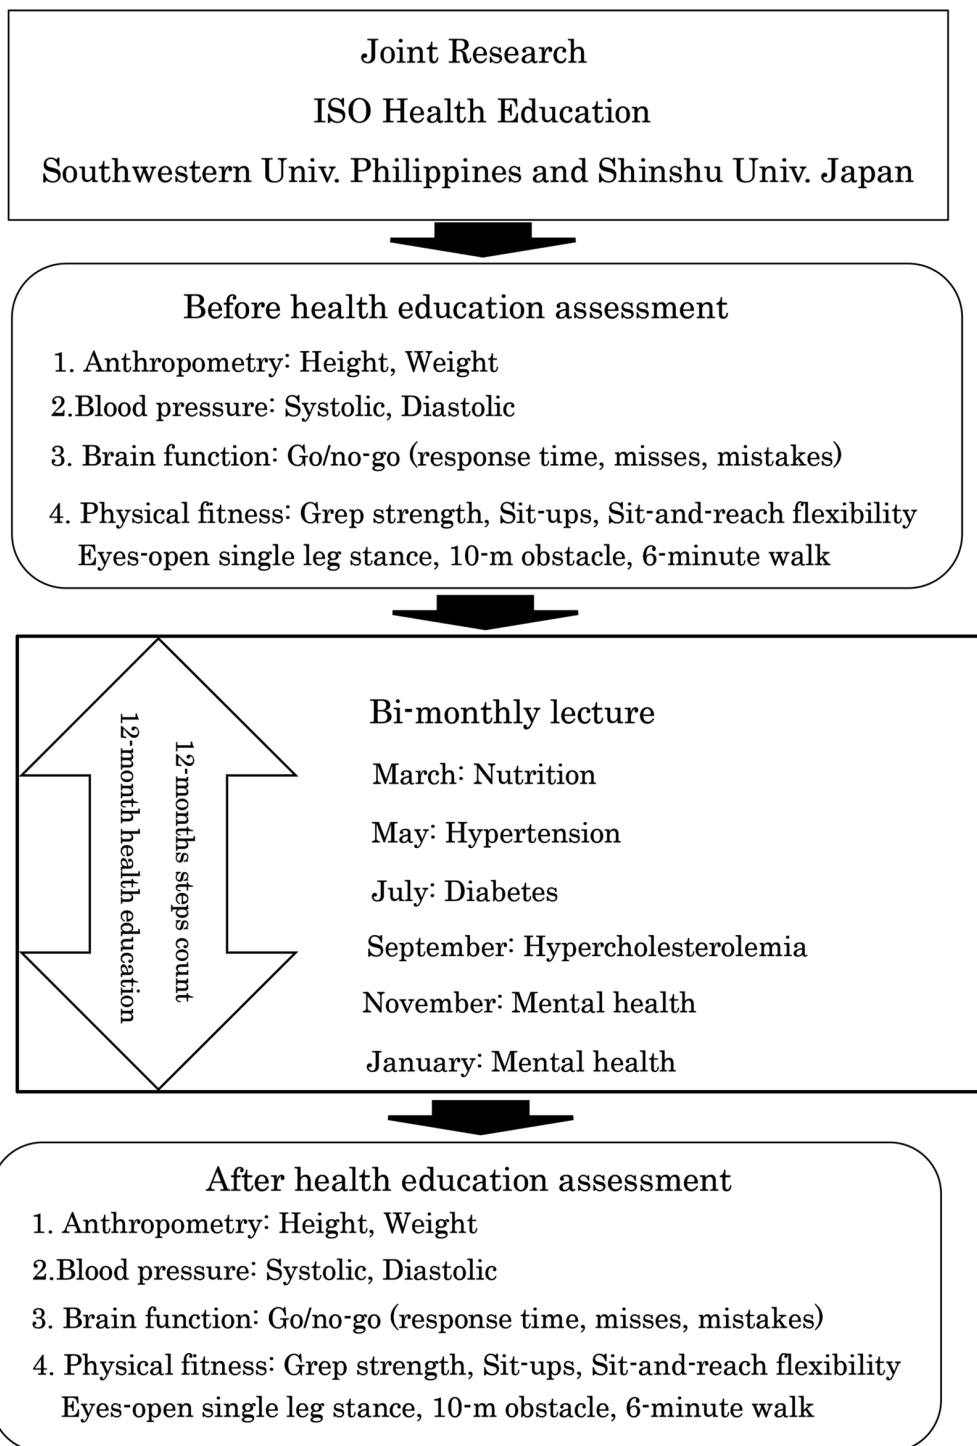 Joint Research
ISO Health Education
Southwestern Univ. Philippines and Shinshu Univ. Japan
Before health education assessment
1. Anthropometry: Height, Weight
2.Blood pressure: Systolic, Diastolic
3. Brain function: Go/no-go (response time, misses, mistakes)
4. Physical fitness: Grep strength, Sit-ups, Sit-and-reach flexibility
Eyes-open single leg stance, 10-m obstacle, 6-minute walk
12-months steps count
12-month health education
Bi-monthly lecture
March: Nutrition
May: Hypertension
July: Diabetes
September: Hypercholesterolemia
November: Mental health
January: Mental health
After health education assessment
1. Anthropometry: Height, Weight
2.Blood pressure: Systolic, Diastolic
3. Brain function: Go/no-go (response time, misses, mistakes)
4. Physical fitness: Grep strength, Sit-ups, Sit-and-reach flexibility
Eyes-open single leg stance, 10-m obstacle, 6-minute walk